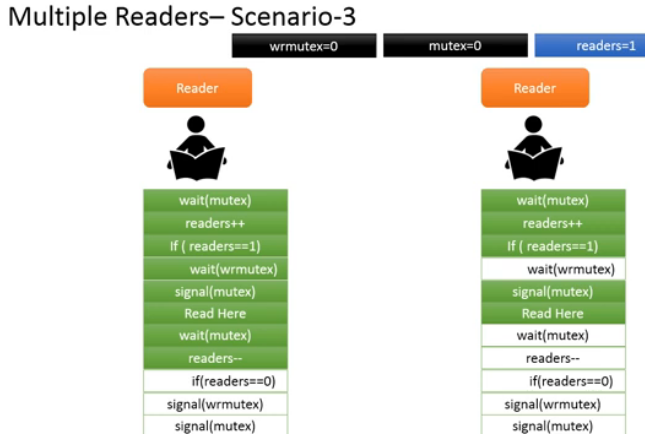 Multiple Readers– Scenario-3
wrmutex=0 mutex=0 readers=1
Reader
wait(mutex)
readers++
If ( readers==1)
wait(wrmutex)
signal(mutex)
Read Here
wait(mutex)
readers--
if(readers==0)
signal(wrmutex)
signal(mutex)
Reader
wait(mutex)
readers++
If ( readers==1)
wait(wrmutex)
signal(mutex)
Read Here
wait(mutex)
readers--
if(readers==0)
signal(wrmutex)
signal(mutex)